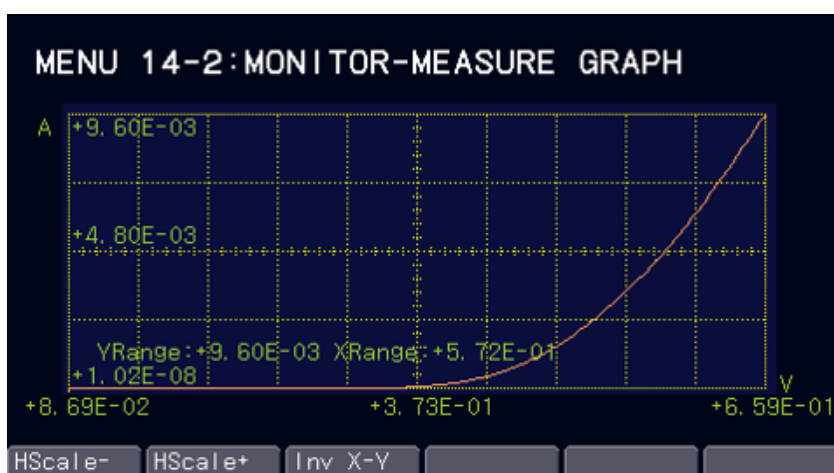 MENU 14-2:MONITOR-MEASURE GRAPH
A
+9.60E-03
+4.80E-03
YRange:+9.60E-03 XRange:+5.72E-01
+1.02E-08
V
+8.69E-02 +3.73E-01 +6.59E-01
HScale- HScale+ Inv X-Y